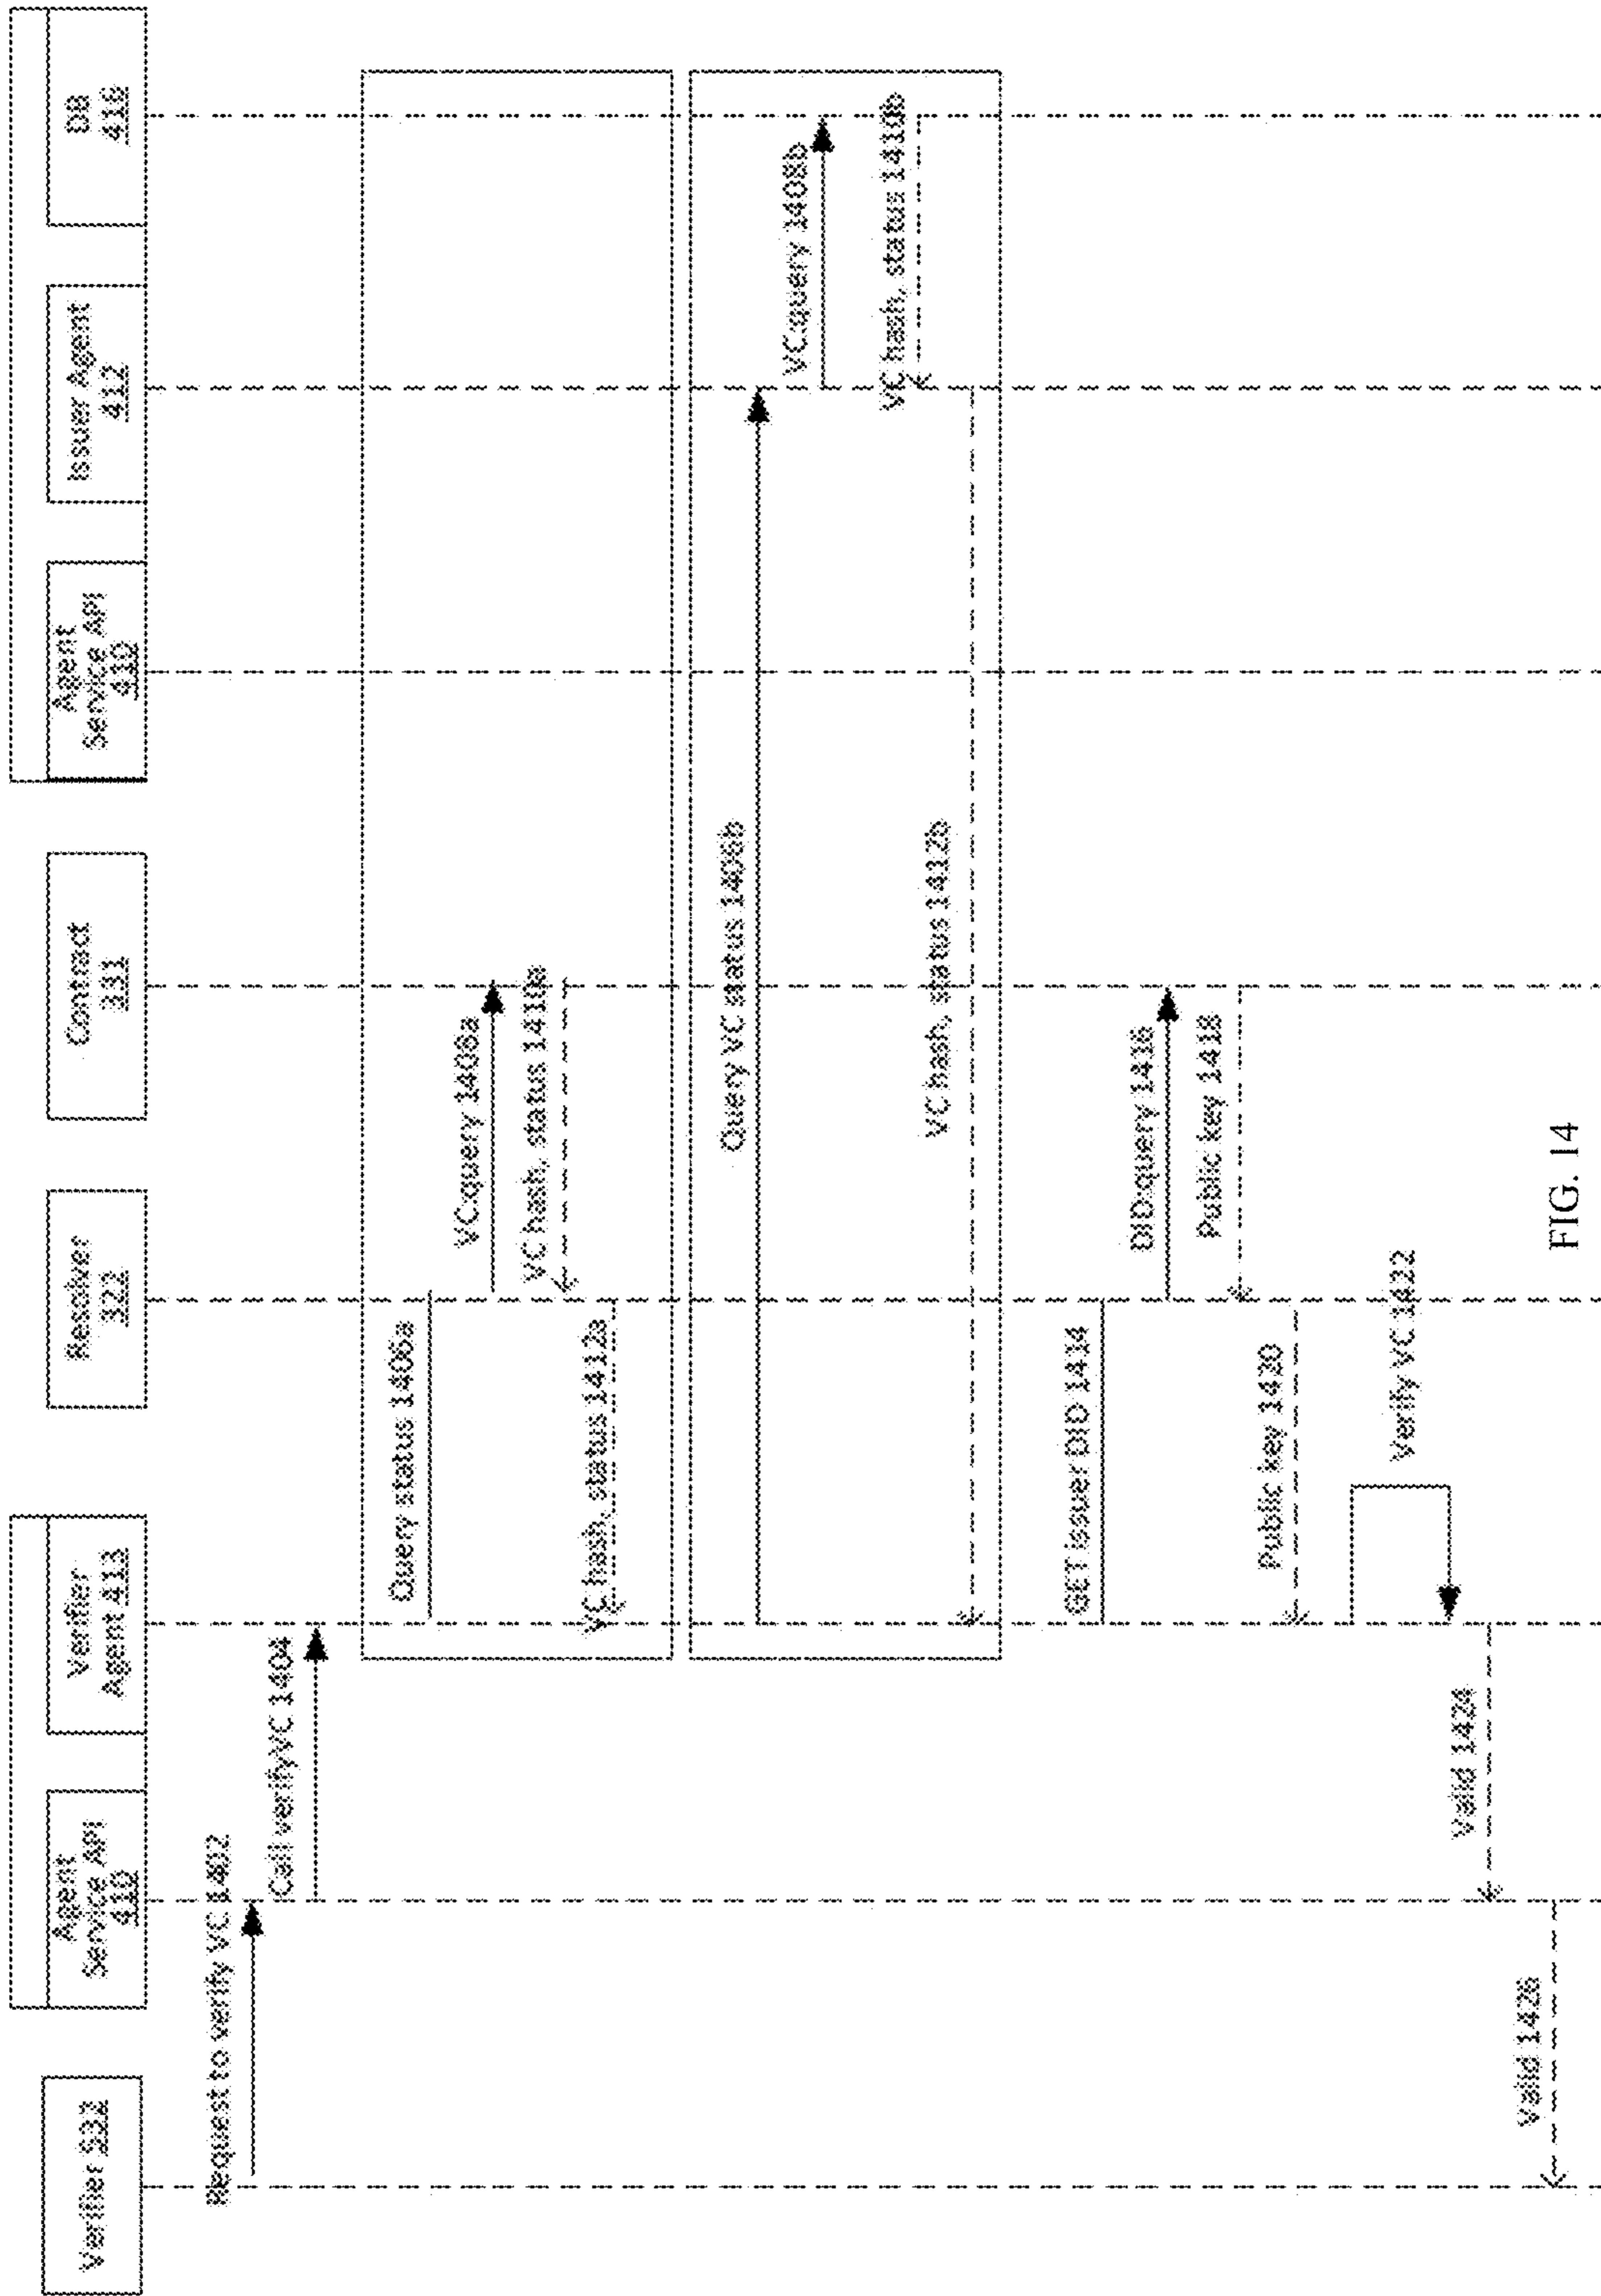 Verifier 532
Agent
Service API
410
Verifier
Agent 413
Resolver
322
Contract
331
Agent
Service API
410
Issuer Agent
412
DB
416
Request to verify VC 1402
Call verifyVC 1404
Query status 1406a
VC:query 1408a
VC hash, status 1410a
VC hash, status 1412a
Query VC status 1406b
VC:query 1408b
VC hash, status 1410b
VC hash, status 1412b
GET issuer DID 1414
DID:query 1416
Public key 1418
Public key 1420
Verify VC 1422
Valid 1424
Valid 1426
FIG. 14